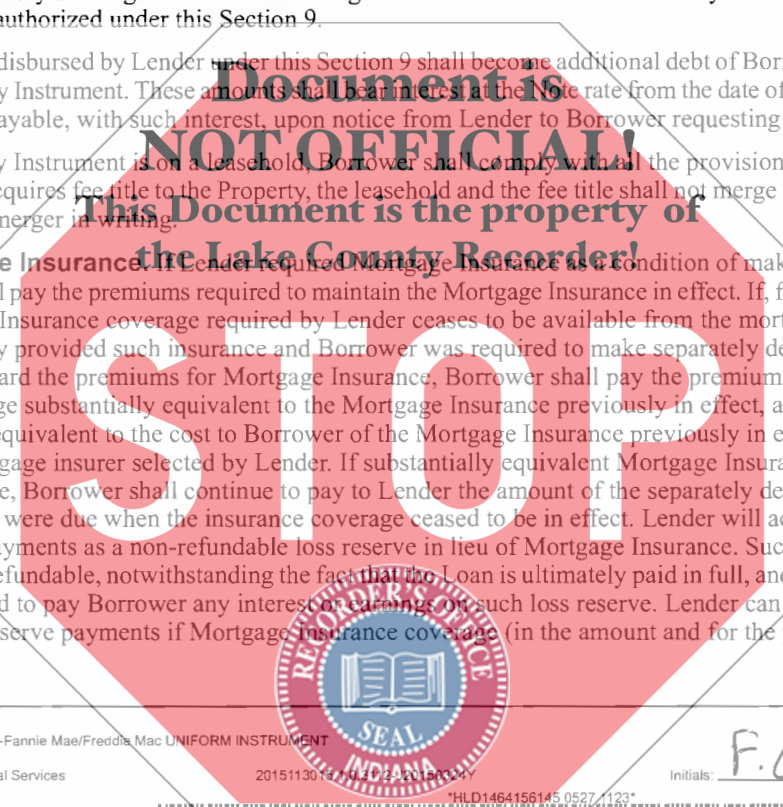 authorized under this Section 9.
disbursed by Lender under this Section 9 shall become additional debt of Bor
y Instrument. These amounts shall bear interest at the Note rate from the date of
ayable, with such interest, upon notice from Lender to Borrower requesting
y Instrument is on a leasehold, Borrower shall comply with all the provision
cquires fee title to the Property, the leasehold and the fee title shall not merge
merger in writing.
Document is
NOT OFFICIAL!
This Document is the property of
the Lake County Recorder!
e Insurance. If Lender required Mortgage Insurance as a condition of mak
l pay the premiums required to maintain the Mortgage Insurance in effect. If, f
Insurance coverage required by Lender ceases to be available from the mort
y provided such insurance and Borrower was required to make separately de
ard the premiums for Mortgage Insurance, Borrower shall pay the premium
ge substantially equivalent to the Mortgage Insurance previously in effect, a
equivalent to the cost to Borrower of the Mortgage Insurance previously in e
tgage insurer selected by Lender. If substantially equivalent Mortgage Insura
e, Borrower shall continue to pay to Lender the amount of the separately de
were due when the insurance coverage ceased to be in effect. Lender will ac
ayments as a non-refundable loss reserve in lieu of Mortgage Insurance. Suc
efundable, notwithstanding the fact that the Loan is ultimately paid in full, and
d to pay Borrower any interest or earnings on such loss reserve. Lender can
serve payments if Mortgage Insurance coverage (in the amount and for the
STOP
RECORDER'S OFFICE
SEAL
INDIANA
-Fannie Mae/Freddie Mac UNIFORM INSTRUMENT
al Services
Initials:
*HLD1464156145 0527 1123*